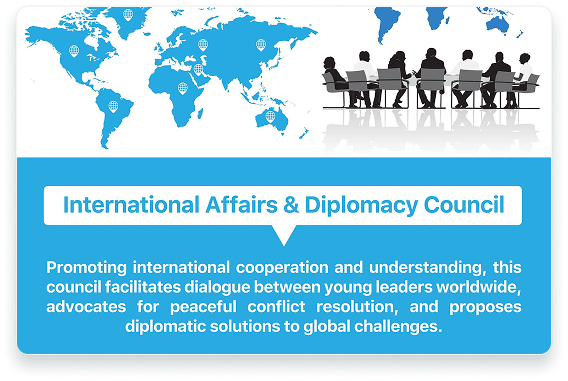 International Affairs & Diplomacy Council
Promoting international cooperation and understanding, this
council facilitates dialogue between young leaders worldwide,
advocates for peaceful conflict resolution, and proposes
diplomatic solutions to global challenges.